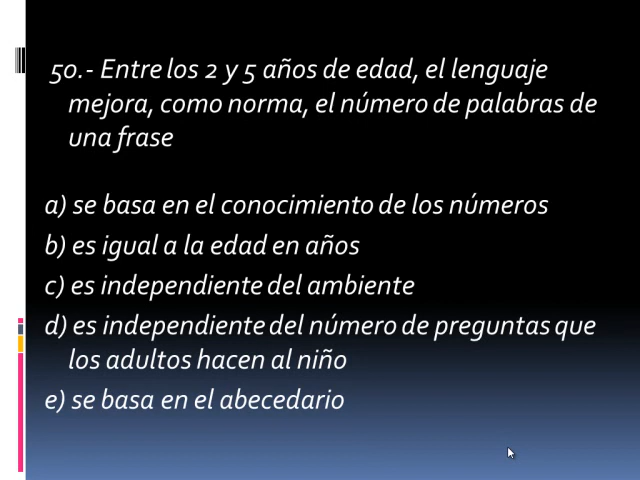 50.- Entre los 2 y 5 años de edad, el lenguaje
mejora, como norma, el número de palabras de
una frase
a) se basa en el conocimiento de los números
b) es igual a la edad en años
c) es independiente del ambiente
d) es independiente del número de preguntas que
los adultos hacen al niño
e) se basa en el abecedario